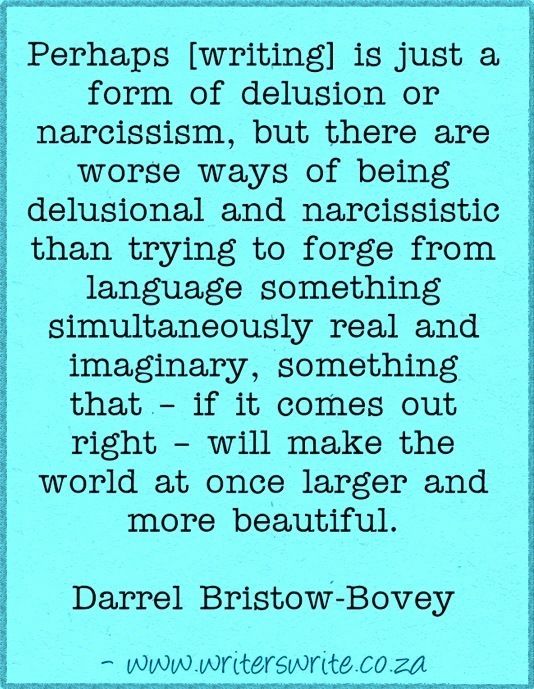 Perhaps [writing] is just a
form of delusion or
narcissism, but there are
worse ways of being
delusional and narcissistic
than trying to forge from
language something
simultaneously real and
imaginary, something
that – if it comes out
right – will make the
world at once larger and
more beautiful.
Darrel Bristow-Bovey
- www.writerswrite.co.za